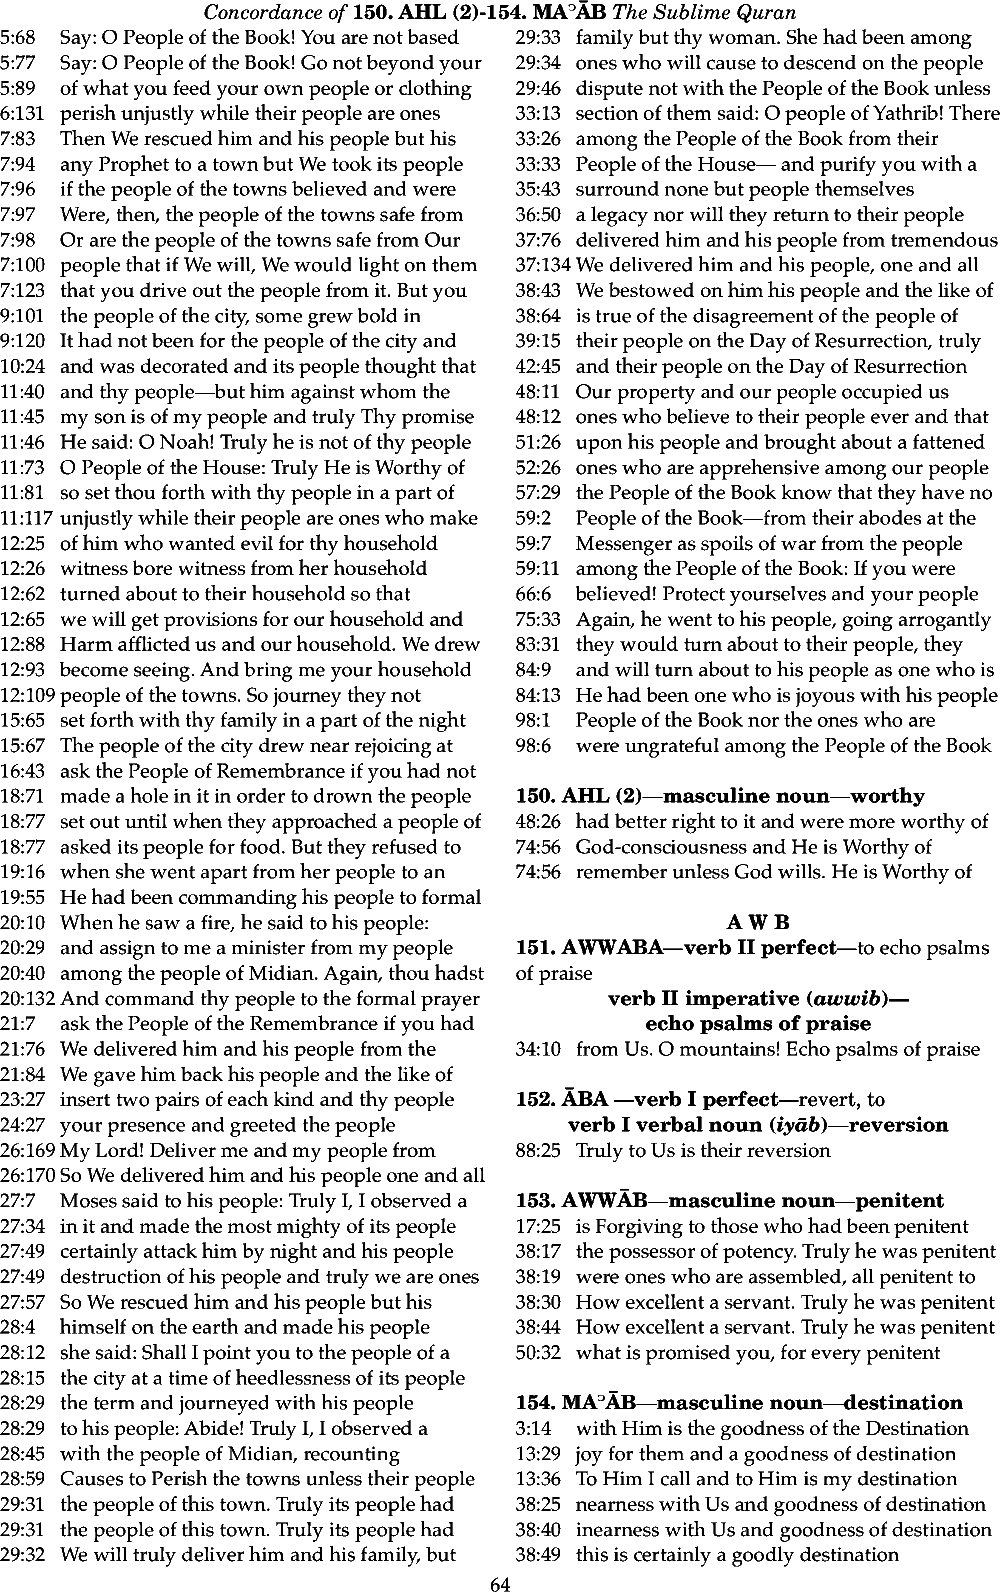 Concordance of 150. AHL (2)-154. MAᵓĀB The Sublime Quran
5:68 Say: O People of the Book! You are not based
5:77 Say: O People of the Book! Go not beyond your
5:89 of what you feed your own people or clothing
6:131 perish unjustly while their people are ones
7:83 Then We rescued him and his people but his
7:94 any Prophet to a town but We took its people
7:96 if the people of the towns believed and were
7:97 Were, then, the people of the towns safe from
7:98 Or are the people of the towns safe from Our
7:100 people that if We will, We would light on them
7:123 that you drive out the people from it. But you
9:101 the people of the city, some grew bold in
9:120 It had not been for the people of the city and
10:24 and was decorated and its people thought that
11:40 and thy people—but him against whom the
11:45 my son is of my people and truly Thy promise
11:46 He said: O Noah! Truly he is not of thy people
11:73 O People of the House: Truly He is Worthy of
11:81 so set thou forth with thy people in a part of
11:117 unjustly while their people are ones who make
12:25 of him who wanted evil for thy household
12:26 witness bore witness from her household
12:62 turned about to their household so that
12:65 we will get provisions for our household and
12:88 Harm afflicted us and our household. We drew
12:93 become seeing. And bring me your household
12:109 people of the towns. So journey they not
15:65 set forth with thy family in a part of the night
15:67 The people of the city drew near rejoicing at
16:43 ask the People of Remembrance if you had not
18:71 made a hole in it in order to drown the people
18:77 set out until when they approached a people of
18:77 asked its people for food. But they refused to
19:16 when she went apart from her people to an
19:55 He had been commanding his people to formal
20:10 When he saw a fire, he said to his people:
20:29 and assign to me a minister from my people
20:40 among the people of Midian. Again, thou hadst
20:132 And command thy people to the formal prayer
21:7 ask the People of the Remembrance if you had
21:76 We delivered him and his people from the
21:84 We gave him back his people and the like of
23:27 insert two pairs of each kind and thy people
24:27 your presence and greeted the people
26:169 My Lord! Deliver me and my people from
26:170 So We delivered him and his people one and all
27:7 Moses said to his people: Truly I, I observed a
27:34 in it and made the most mighty of its people
27:49 certainly attack him by night and his people
27:49 destruction of his people and truly we are ones
27:57 So We rescued him and his people but his
28:4 himself on the earth and made his people
28:12 she said: Shall I point you to the people of a
28:15 the city at a time of heedlessness of its people
28:29 the term and journeyed with his people
28:29 to his people: Abide! Truly I, I observed a
28:45 with the people of Midian, recounting
28:59 Causes to Perish the towns unless their people
29:31 the people of this town. Truly its people had
29:31 the people of this town. Truly its people had
29:32 We will truly deliver him and his family, but
29:33 family but thy woman. She had been among
29:34 ones who will cause to descend on the people
29:46 dispute not with the People of the Book unless
33:13 section of them said: O people of Yathrib! There
33:26 among the People of the Book from their
33:33 People of the House— and purify you with a
35:43 surround none but people themselves
36:50 a legacy nor will they return to their people
37:76 delivered him and his people from tremendous
37:134 We delivered him and his people, one and all
38:43 We bestowed on him his people and the like of
38:64 is true of the disagreement of the people of
39:15 their people on the Day of Resurrection, truly
42:45 and their people on the Day of Resurrection
48:11 Our property and our people occupied us
48:12 ones who believe to their people ever and that
51:26 upon his people and brought about a fattened
52:26 ones who are apprehensive among our people
57:29 the People of the Book know that they have no
59:2 People of the Book—from their abodes at the
59:7 Messenger as spoils of war from the people
59:11 among the People of the Book: If you were
66:6 believed! Protect yourselves and your people
75:33 Again, he went to his people, going arrogantly
83:31 they would turn about to their people, they
84:9 and will turn about to his people as one who is
84:13 He had been one who is joyous with his people
98:1 People of the Book nor the ones who are
98:6 were ungrateful among the People of the Book
150. AHL (2)—masculine noun—worthy
48:26 had better right to it and were more worthy of
74:56 God-consciousness and He is Worthy of
74:56 remember unless God wills. He is Worthy of
A W B
151. AWWABA—verb II perfect—to echo psalms
of praise
verb II imperative (awwib)—
echo psalms of praise
34:10 from Us. O mountains! Echo psalms of praise
152. ĀBA —verb I perfect—revert, to
verb I verbal noun (iyāb)—reversion
88:25 Truly to Us is their reversion
153. AWWĀB—masculine noun—penitent
17:25 is Forgiving to those who had been penitent
38:17 the possessor of potency. Truly he was penitent
38:19 were ones who are assembled, all penitent to
38:30 How excellent a servant. Truly he was penitent
38:44 How excellent a servant. Truly he was penitent
50:32 what is promised you, for every penitent
154. MAᵓĀB—masculine noun—destination
3:14 with Him is the goodness of the Destination
13:29 joy for them and a goodness of destination
13:36 To Him I call and to Him is my destination
38:25 nearness with Us and goodness of destination
38:40 inearness with Us and goodness of destination
38:49 this is certainly a goodly destination
64